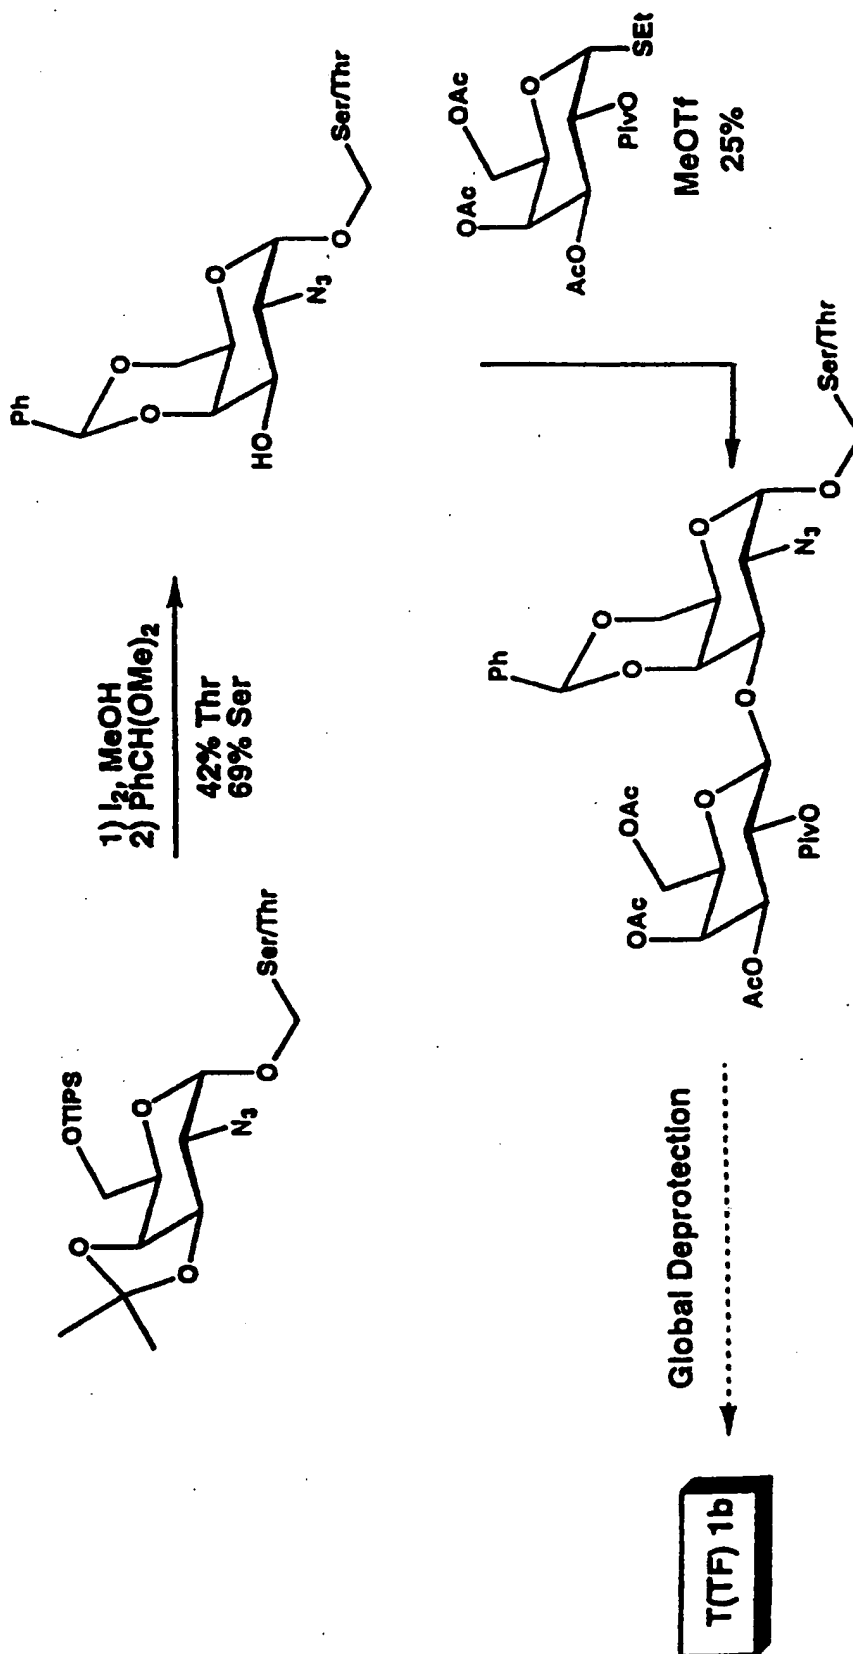 OTIPS
O
O
O
N3
O
Ser/Thr
1) I2, MeOH
2) PhCH(OMe)2
42% Thr
69% Ser
Ph
O
O
O
HO
N3
O
Ser/Thr
OAc
OAc
O
AcO
PivO
SEt
MeOTf
25%
Ph
O
O
O
OAc
OAc
O
O
AcO
PivO
N3
O
Ser/Thr
Global Deprotection
T(TF) 1b